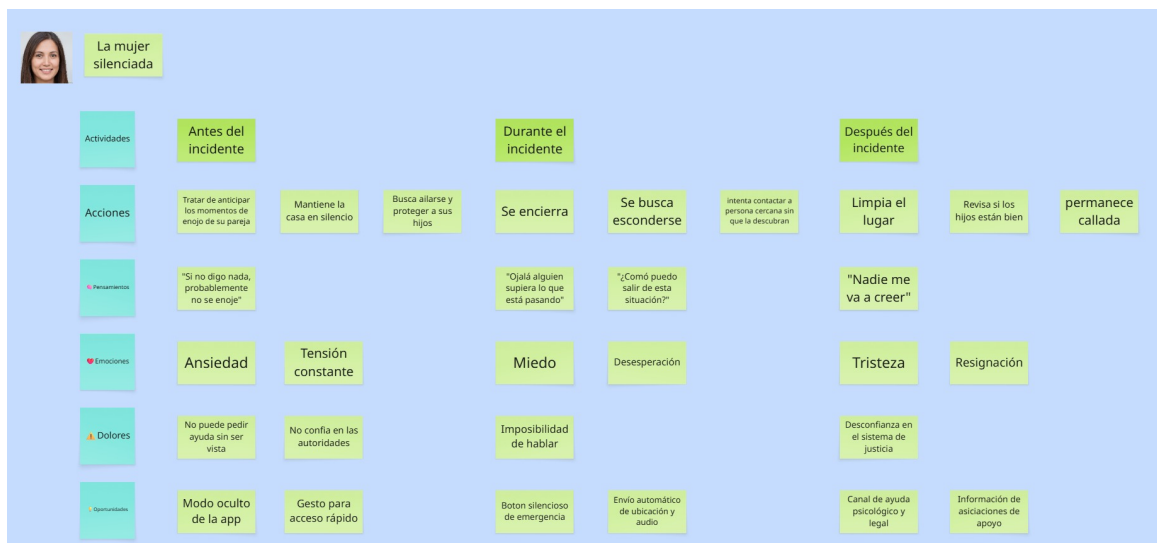 La mujer
silenciada
Actividades
Antes del
incidente
Durante el
incidente
Después del
incidente
Acciones
Tratar de anticipar
los momentos de
enojo de su pareja
Mantiene la
casa en silencio
Busca ailarse y
proteger a sus
hijos
Se encierra
Se busca
esconderse
intenta contactar a
persona cercana sin
que la descubran
Limpia el
lugar
Revisa si los
hijos están bien
permanece
callada
Pensamientos
"Si no digo nada,
probablemente
no se enoje"
"Ojalá alguien
supiera lo que
está pasando"
"¿Comó puedo
salir de esta
situación?"
"Nadie me
va a creer"
Emociones
Ansiedad
Tensión
constante
Miedo
Desesperación
Tristeza
Resignación
Dolores
No puede pedir
ayuda sin ser
vista
No confia en las
autoridades
Imposibilidad
de hablar
Desconfianza en
el sistema de
justicia
Oportunidades
Modo oculto
de la app
Gesto para
acceso rápido
Boton silencioso
de emergencia
Envío automático
de ubicación y
audio
Canal de ayuda
psicológico y
legal
Información de
asiciaciones de
apoyo